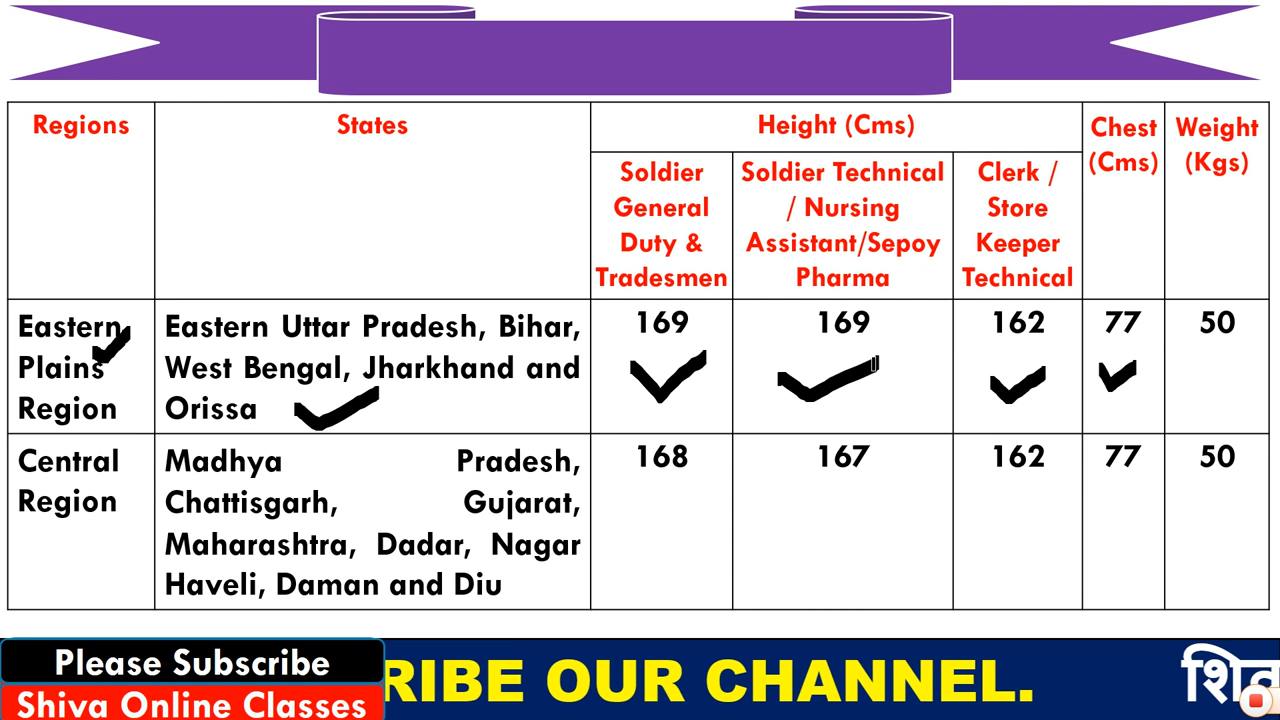 Regions States Height (Cms) Chest (Cms) Weight (Kgs)
Soldier General Duty & Tradesmen
Soldier Technical / Nursing Assistant/Sepoy Pharma
Clerk / Store Keeper Technical
Eastern Plains Region
Eastern Uttar Pradesh, Bihar,
West Bengal, Jharkhand and
Orissa
169 169 162 77 50
Central Region
Madhya Pradesh,
Chattisgarh, Gujarat,
Maharashtra, Dadar, Nagar
Haveli, Daman and Diu
168 167 162 77 50
Please Subscribe
Shiva Online Classes
RIBE OUR CHANNEL.